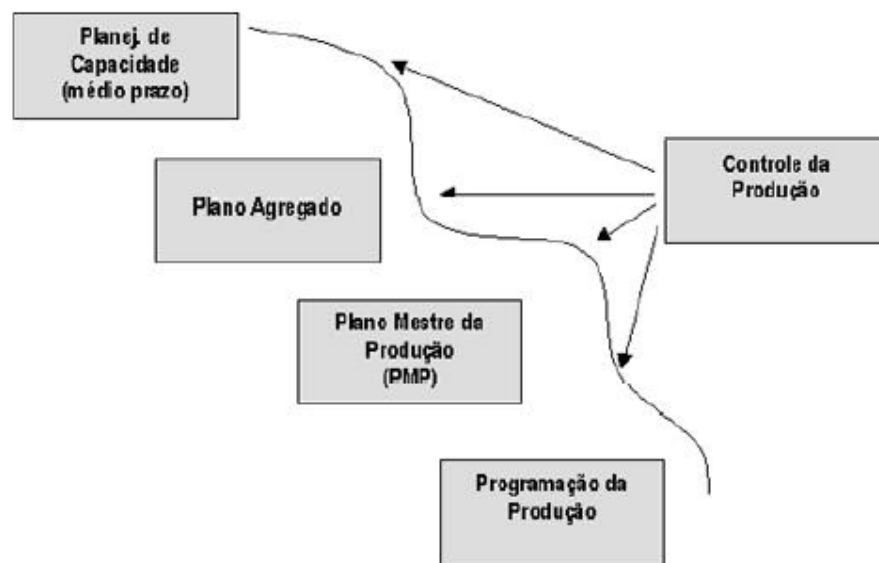 Planej. de
Capacidade
(médio prazo)
Controle da
Produção
Plano Agregado
Plano Mestre da
Produção
(PMP)
Programação da
Produção